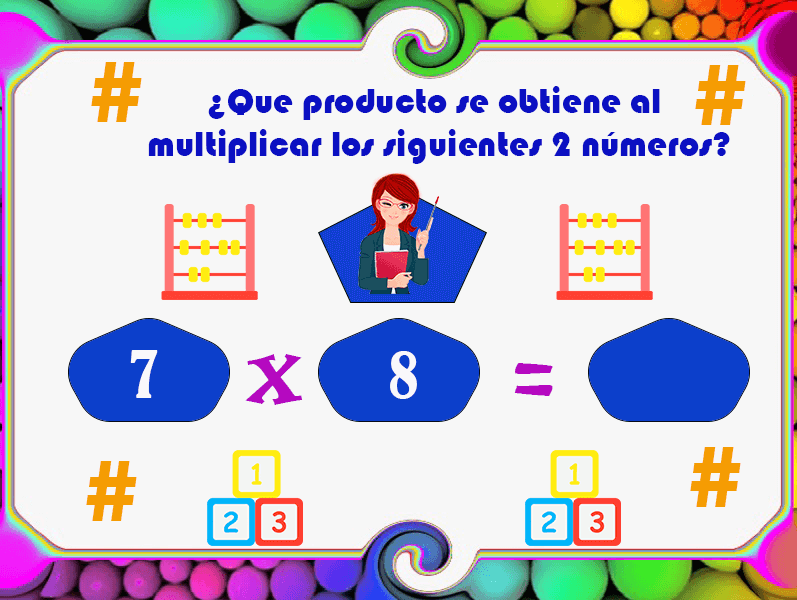 # #
¿Que producto se obtiene al
multiplicar los siguientes 2 números?
7 x 8 =
# #
1 1
2 3 2 3